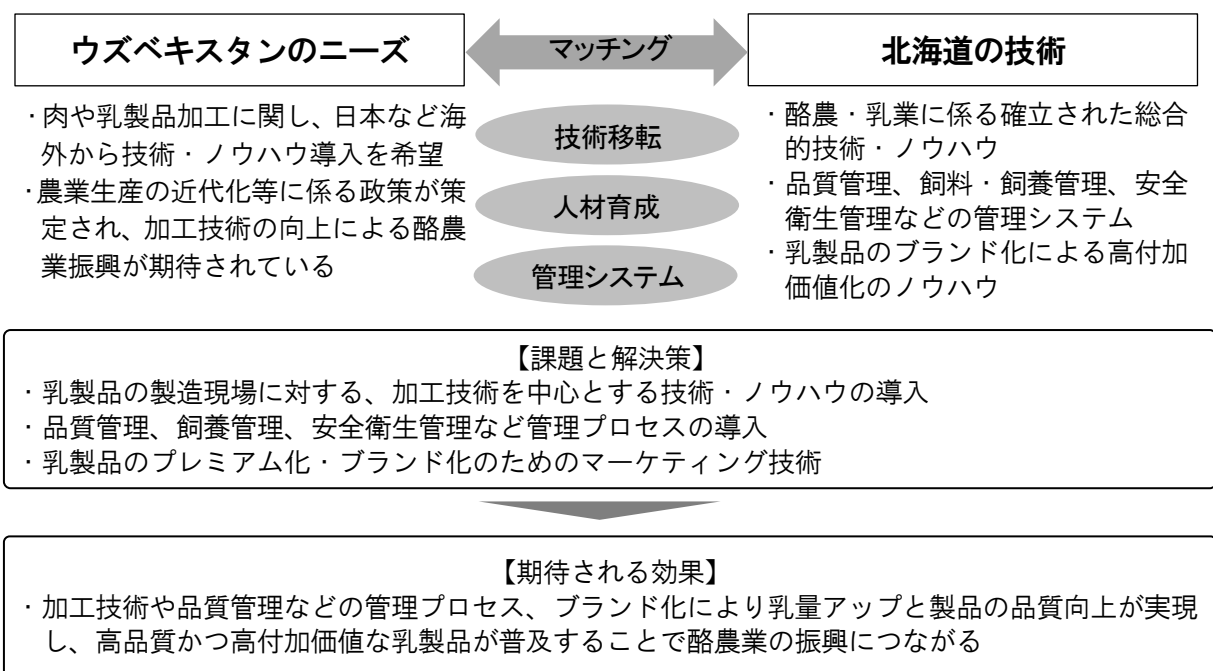 ウズベキスタンのニーズ
マッチング
北海道の技術
・肉や乳製品加工に関し、日本など海
外から技術・ノウハウ導入を希望
・農業生産の近代化等に係る政策が策
定され、加工技術の向上による酪農
業振興が期待されている
技術移転
人材育成
管理システム
・酪農・乳業に係る確立された総合
的技術・ノウハウ
・品質管理、飼料・飼養管理、安全
衛生管理などの管理システム
・乳製品のブランド化による高付加
価値化のノウハウ
【課題と解決策】
・乳製品の製造現場に対する、加工技術を中心とする技術・ノウハウの導入
・品質管理、飼養管理、安全衛生管理など管理プロセスの導入
・乳製品のプレミアム化・ブランド化のためのマーケティング技術
【期待される効果】
・加工技術や品質管理などの管理プロセス、ブランド化により乳量アップと製品の品質向上が実現
し、高品質かつ高付加価値な乳製品が普及することで酪農業の振興につながる